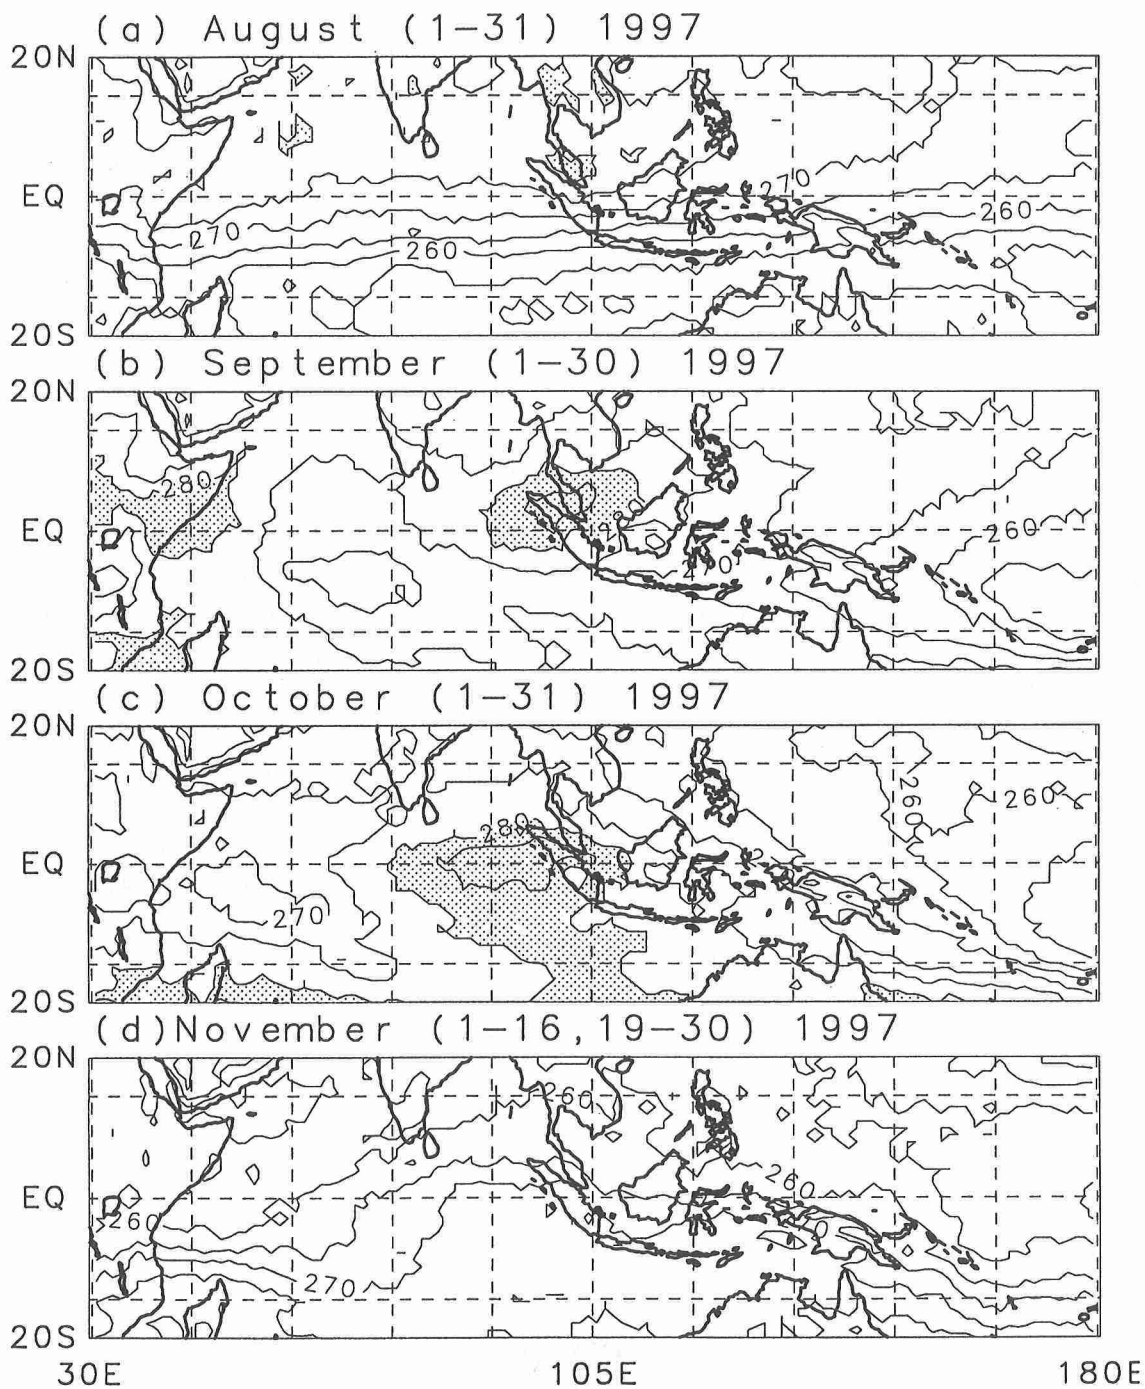 (a) August (1-31) 1997
20N
270
EQ
260
270
260
20S
(b) September (1-30) 1997
20N
280
280
EQ
260
270
20S
(c) October (1-31) 1997
20N
260
260
280
EQ
270
20S
(d)November (1-16,19-30) 1997
20N
260
260
EQ
260
270
20S
30E 105E 180E